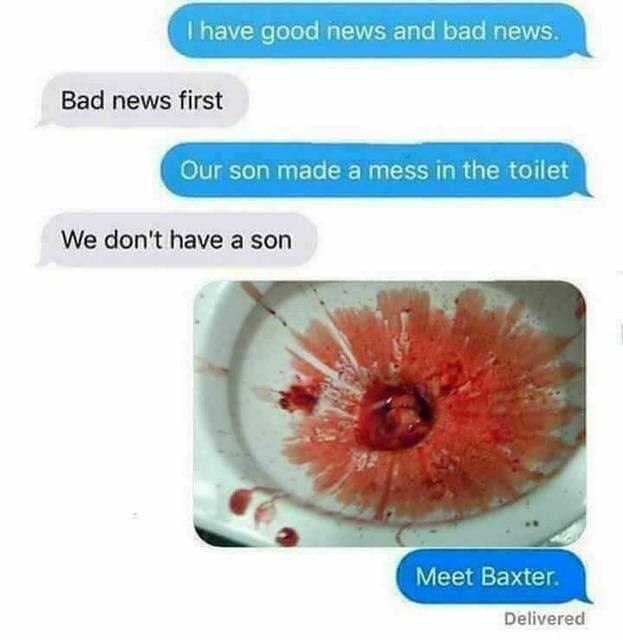 I have good news and bad news.
Bad news first
Our son made a mess in the toilet
We don't have a son
Meet Baxter.
Delivered